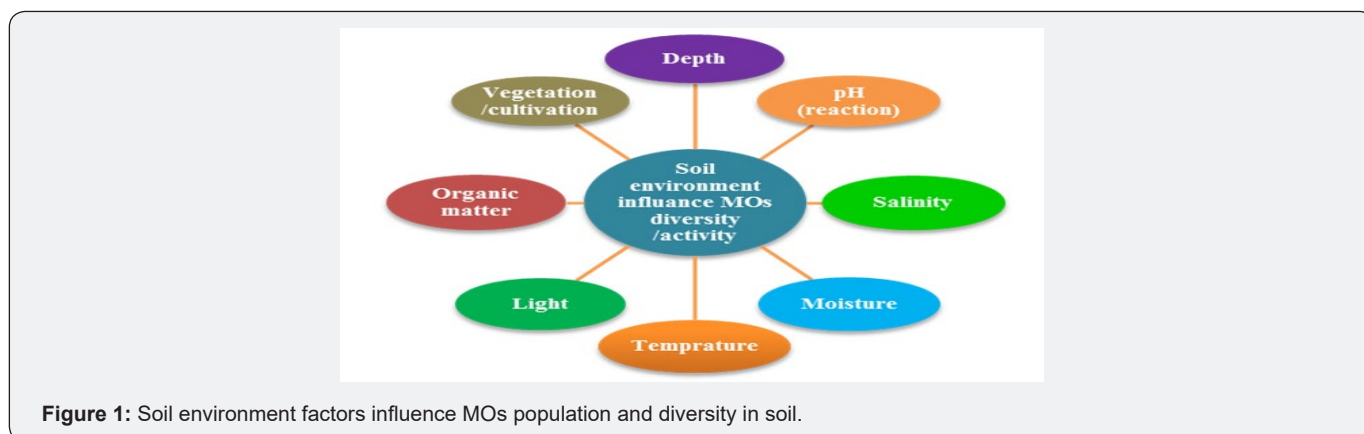 Depth
Vegetation
/cultivation
pH
(reaction)
Organic
matter
Soil
environment
influance MOs
diversity
/activity
Salinity
Light
Moisture
Temprature
Figure 1: Soil environment factors influence MOs population and diversity in soil.